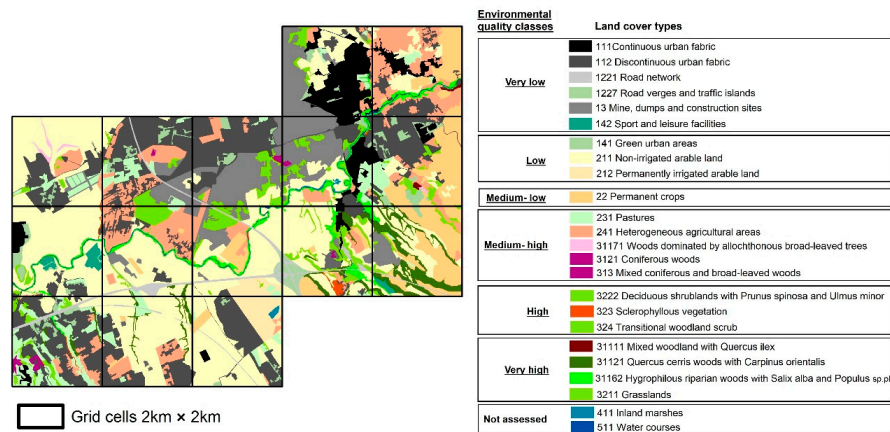 Environmental
quality classes
Land cover types
Very low
111Continuous urban fabric
112 Discontinuous urban fabric
1221 Road network
1227 Road verges and traffic islands
13 Mine, dumps and construction sites
142 Sport and leisure facilities
Low
141 Green urban areas
211 Non-irrigated arable land
212 Permanently irrigated arable land
Medium- low
22 Permanent crops
Medium- high
231 Pastures
241 Heterogeneous agricultural areas
31171 Woods dominated by allochthonous broad-leaved trees
3121 Coniferous woods
313 Mixed coniferous and broad-leaved woods
High
3222 Deciduous shrublands with Prunus spinosa and Ulmus minor
323 Sclerophyllous vegetation
324 Transitional woodland scrub
Very high
31111 Mixed woodland with Quercus ilex
31121 Quercus cerris woods with Carpinus orientalis
31162 Hygrophilous riparian woods with Salix alba and Populus sp.pl
3211 Grasslands
Not assessed
411 Inland marshes
511 Water courses
Grid cells 2km × 2km